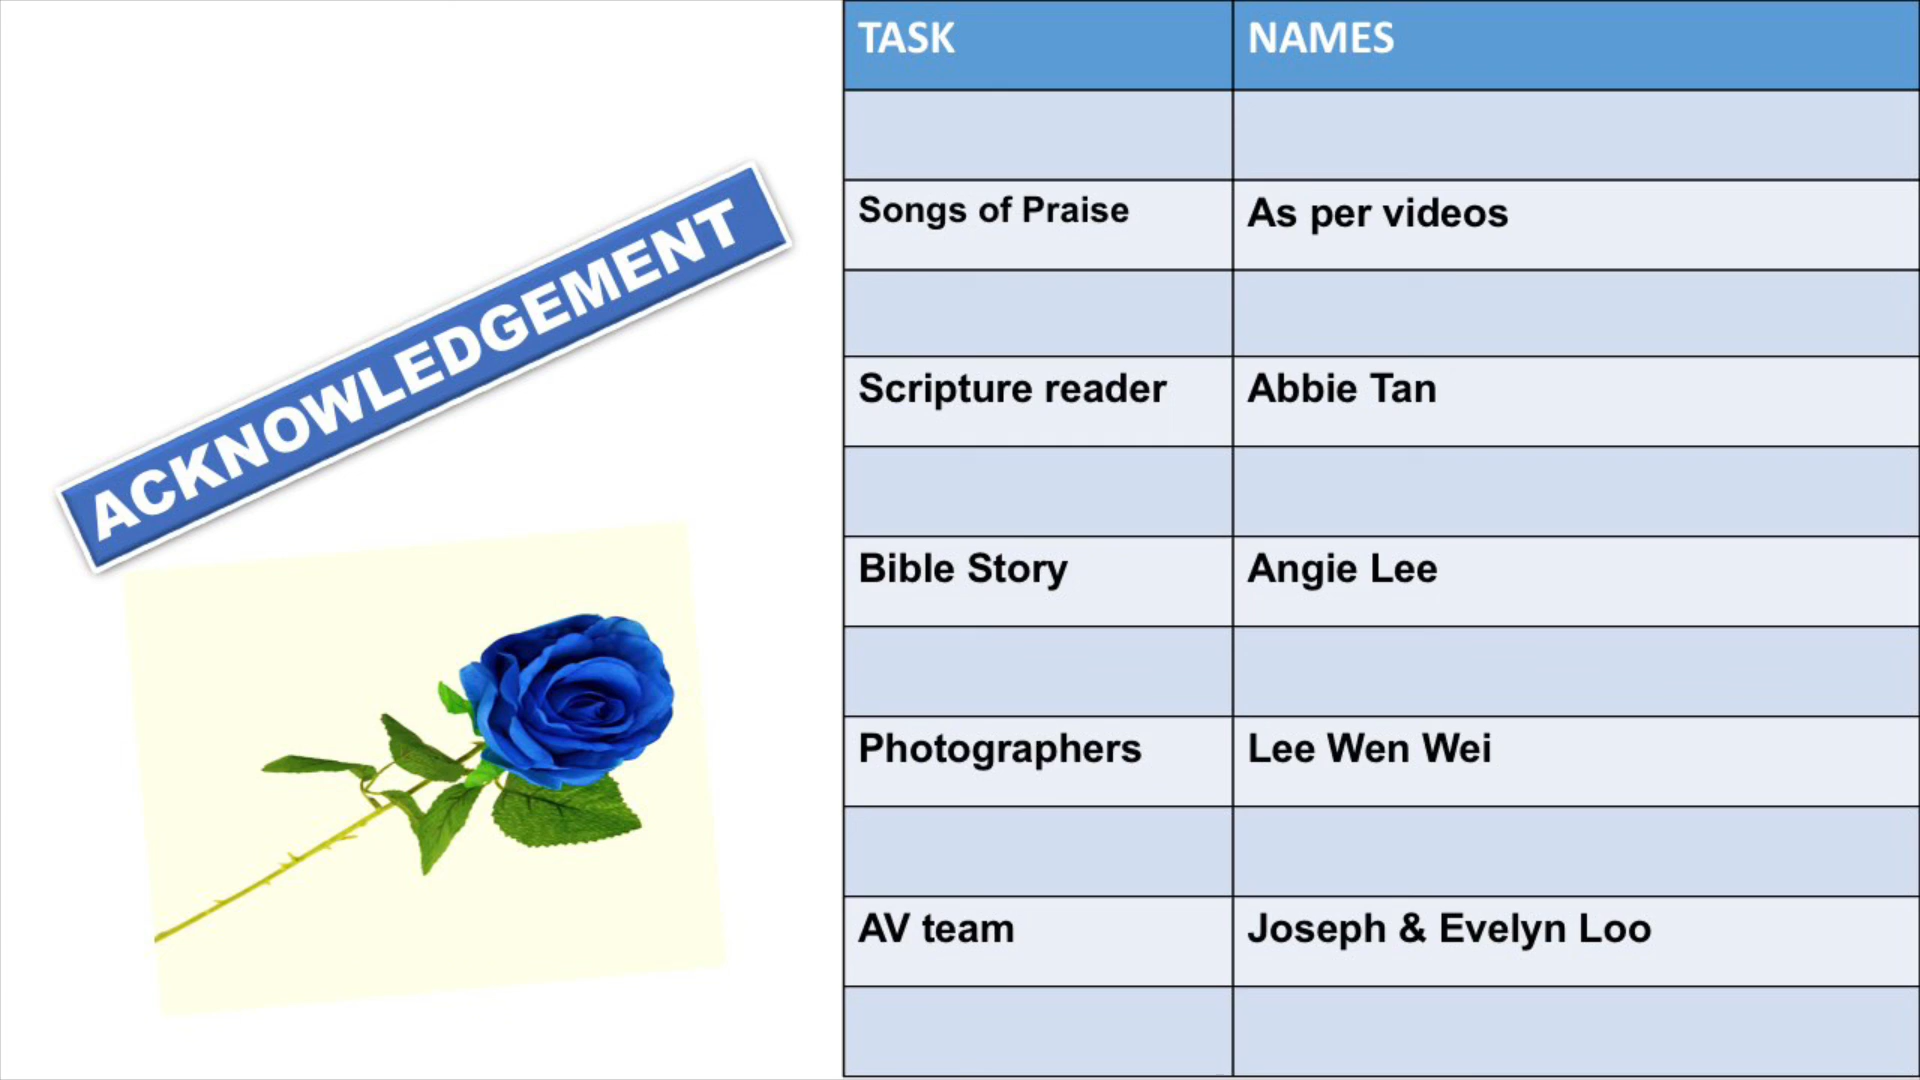 ACKNOWLEDGEMENT
TASK NAMES
Songs of Praise As per videos
Scripture reader Abbie Tan
Bible Story Angie Lee
Photographers Lee Wen Wei
AV team Joseph & Evelyn Loo